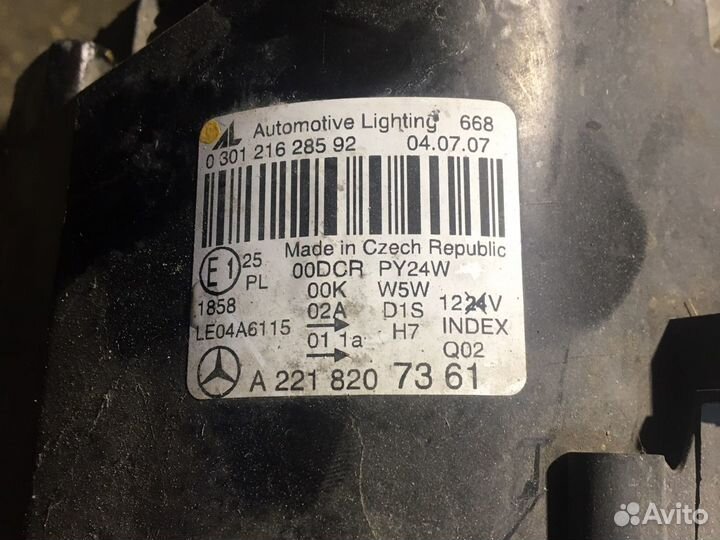 AL Automotive Lighting 668
0 301 216 285 92 04.07.07
Made in Czech Republic
E1 25 00DCR PY24W
PL 00K W5W
1858 02A D1S 1224V
LE04A6115 H7 INDEX
01 1a Q02
A 221 820 73 61
Avito